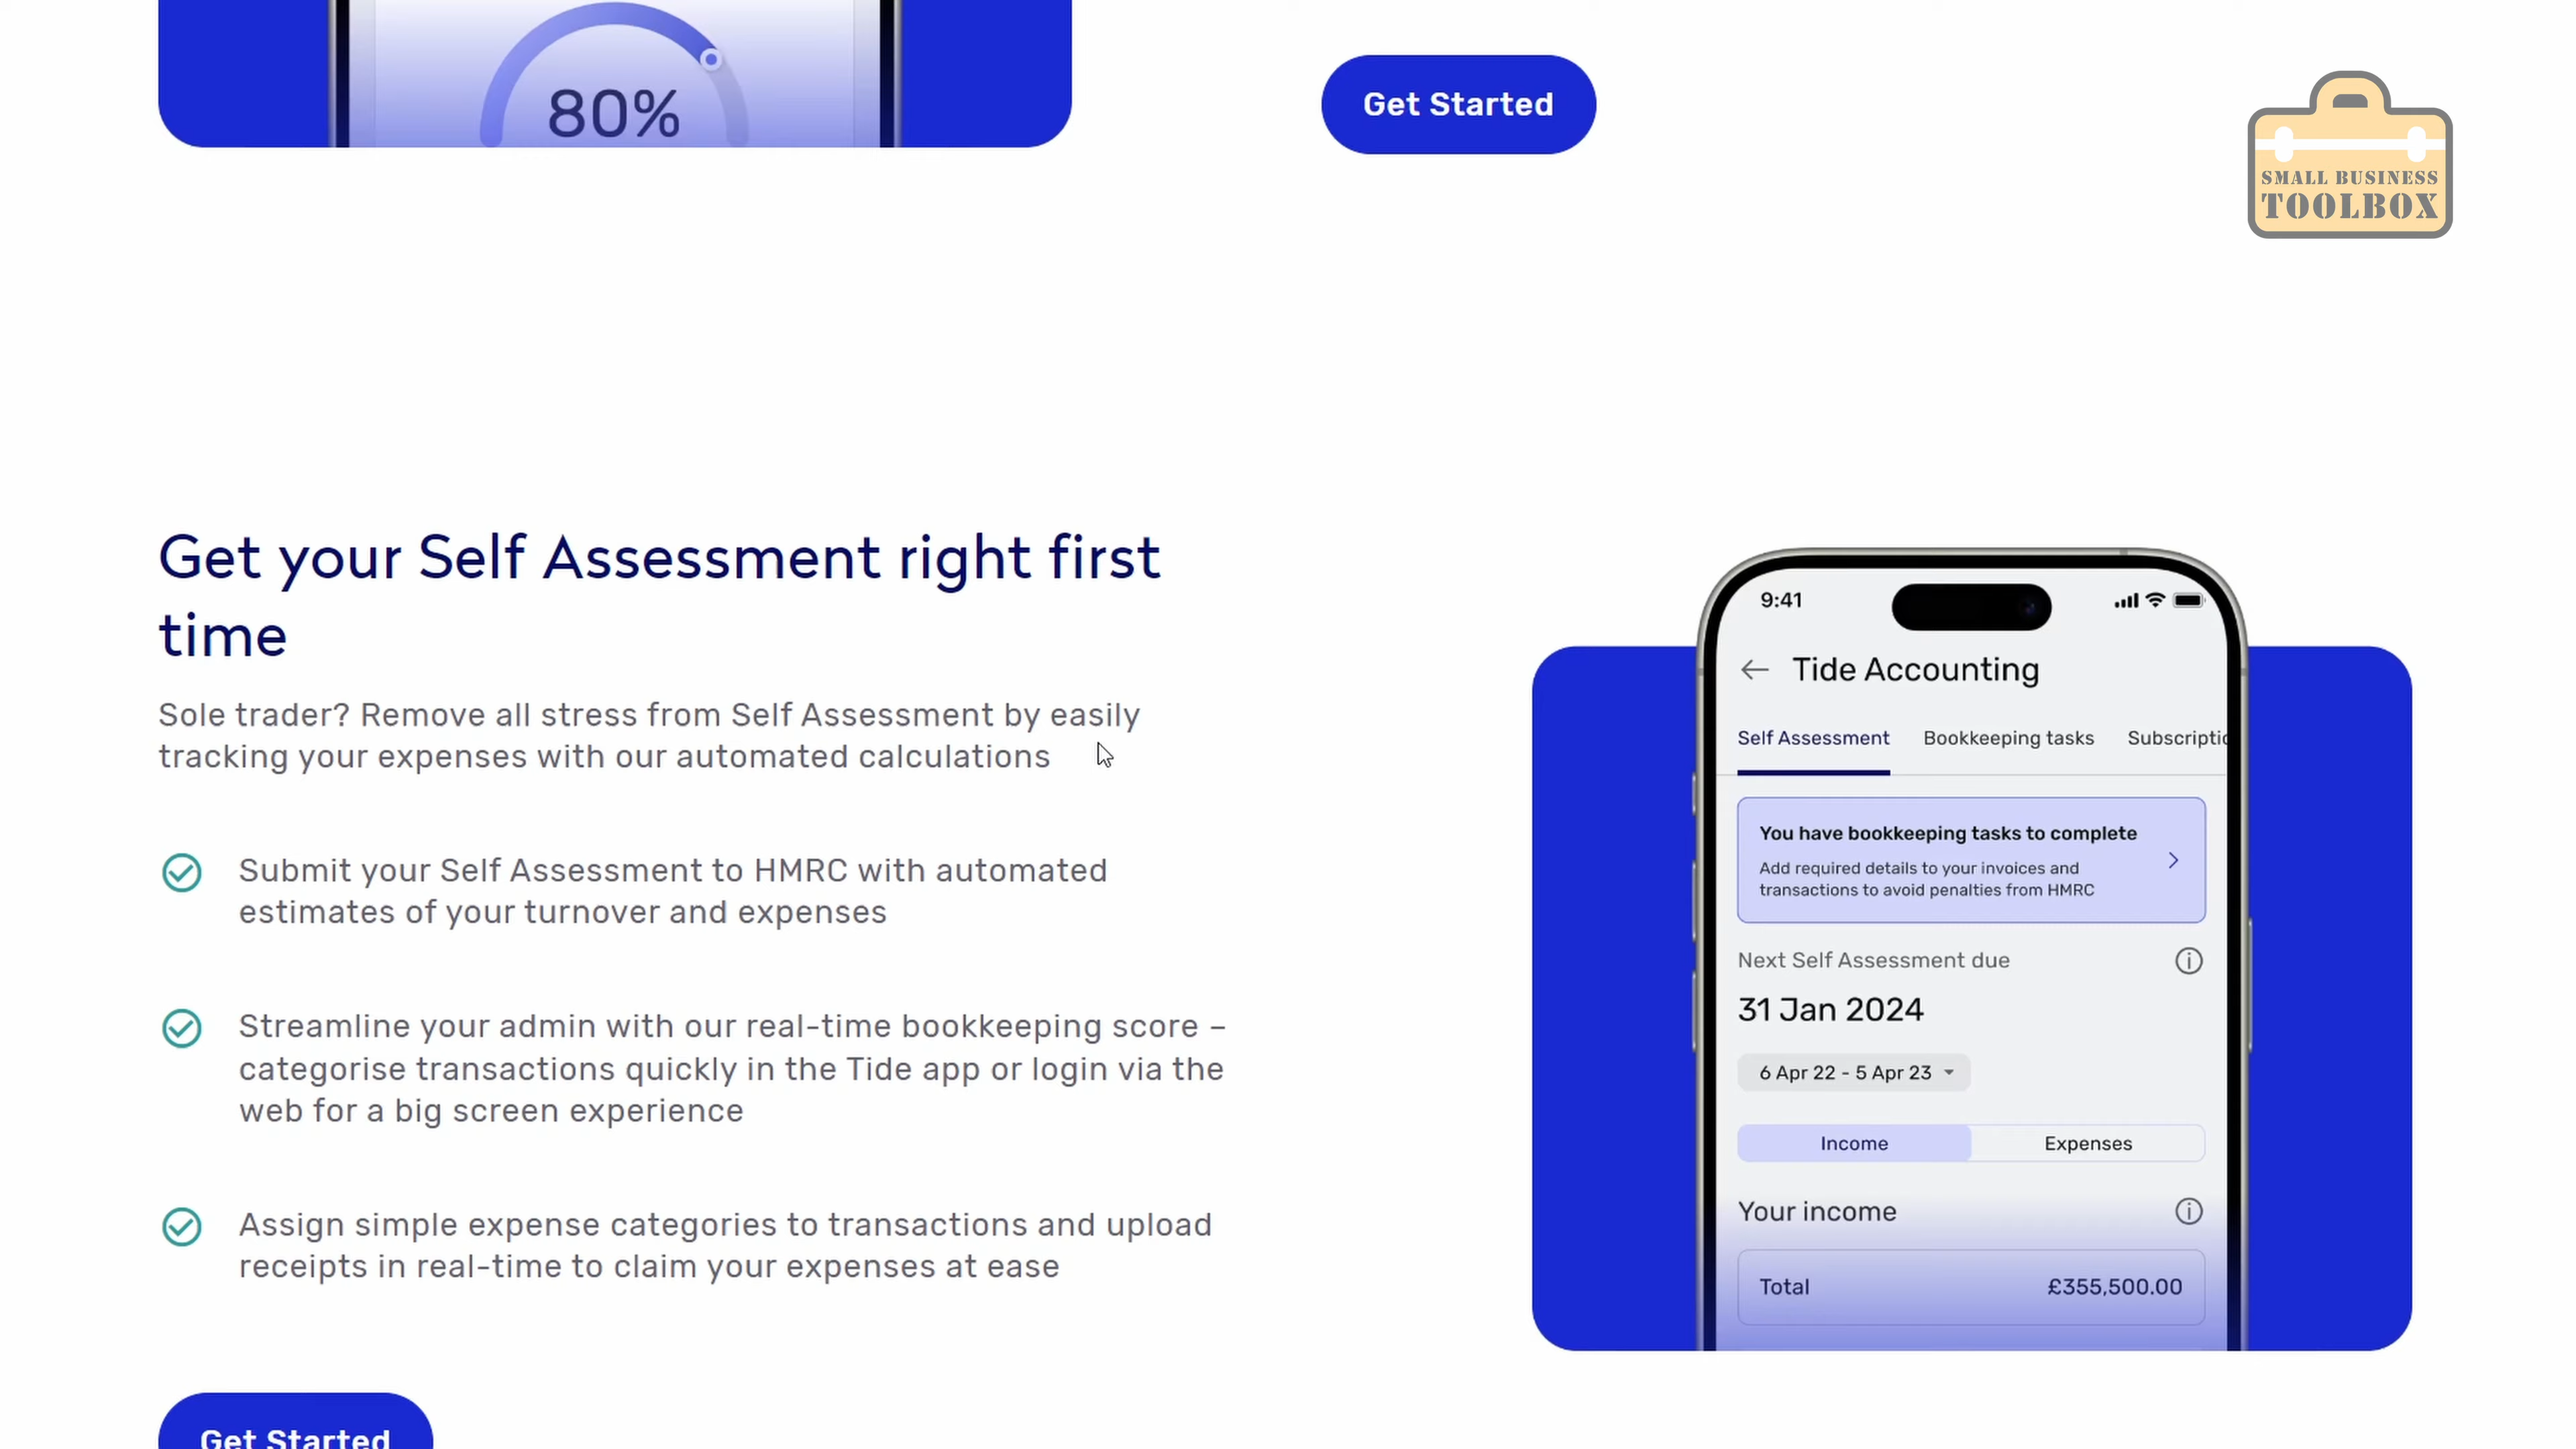 80%
Get Started
SMALL BUSINESS
TOOLBOX
Get your Self Assessment right first
time
Sole trader? Remove all stress from Self Assessment by easily
tracking your expenses with our automated calculations
Submit your Self Assessment to HMRC with automated
estimates of your turnover and expenses
Streamline your admin with our real-time bookkeeping score –
categorise transactions quickly in the Tide app or login via the
web for a big screen experience
Assign simple expense categories to transactions and upload
receipts in real-time to claim your expenses at ease
Get Started
9:41
Tide Accounting
Self Assessment Bookkeeping tasks Subscriptio
You have bookkeeping tasks to complete
Add required details to your invoices and
transactions to avoid penalties from HMRC
Next Self Assessment due
31 Jan 2024
6 Apr 22 - 5 Apr 23
Income Expenses
Your income
Total £355,500.00